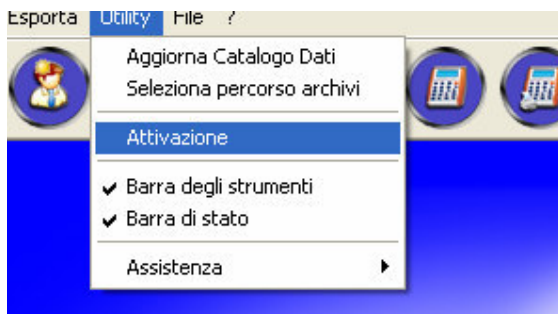 Esporta Utility File ?
Aggiorna Catalogo Dati
Seleziona percorso archivi
Attivazione
Barra degli strumenti
Barra di stato
Assistenza